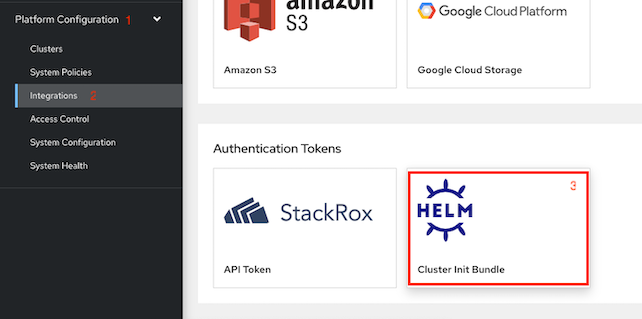 Platform Configuration 1
Clusters
System Policies
Integrations 2
Access Control
System Configuration
System Health
amazon
S3
Amazon S3
Google Cloud Platform
Google Cloud Storage
Authentication Tokens
StackRox
API Token
3
HELM
Cluster Init Bundle